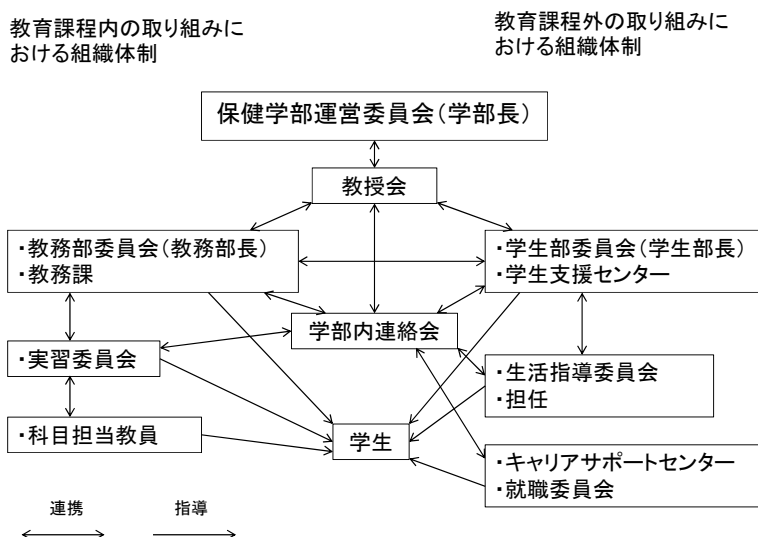 教育課程内の取り組みに
おける組織体制
教育課程外の取り組みに
おける組織体制
保健学部運営委員会(学部長)
教授会
・教務部委員会(教務部長)
・教務課
・学生部委員会(学生部長)
・学生支援センター
学部内連絡会
・実習委員会
・生活指導委員会
・担任
・科目担当教員
学生
・キャリアサポートセンター
・就職委員会
連携
指導